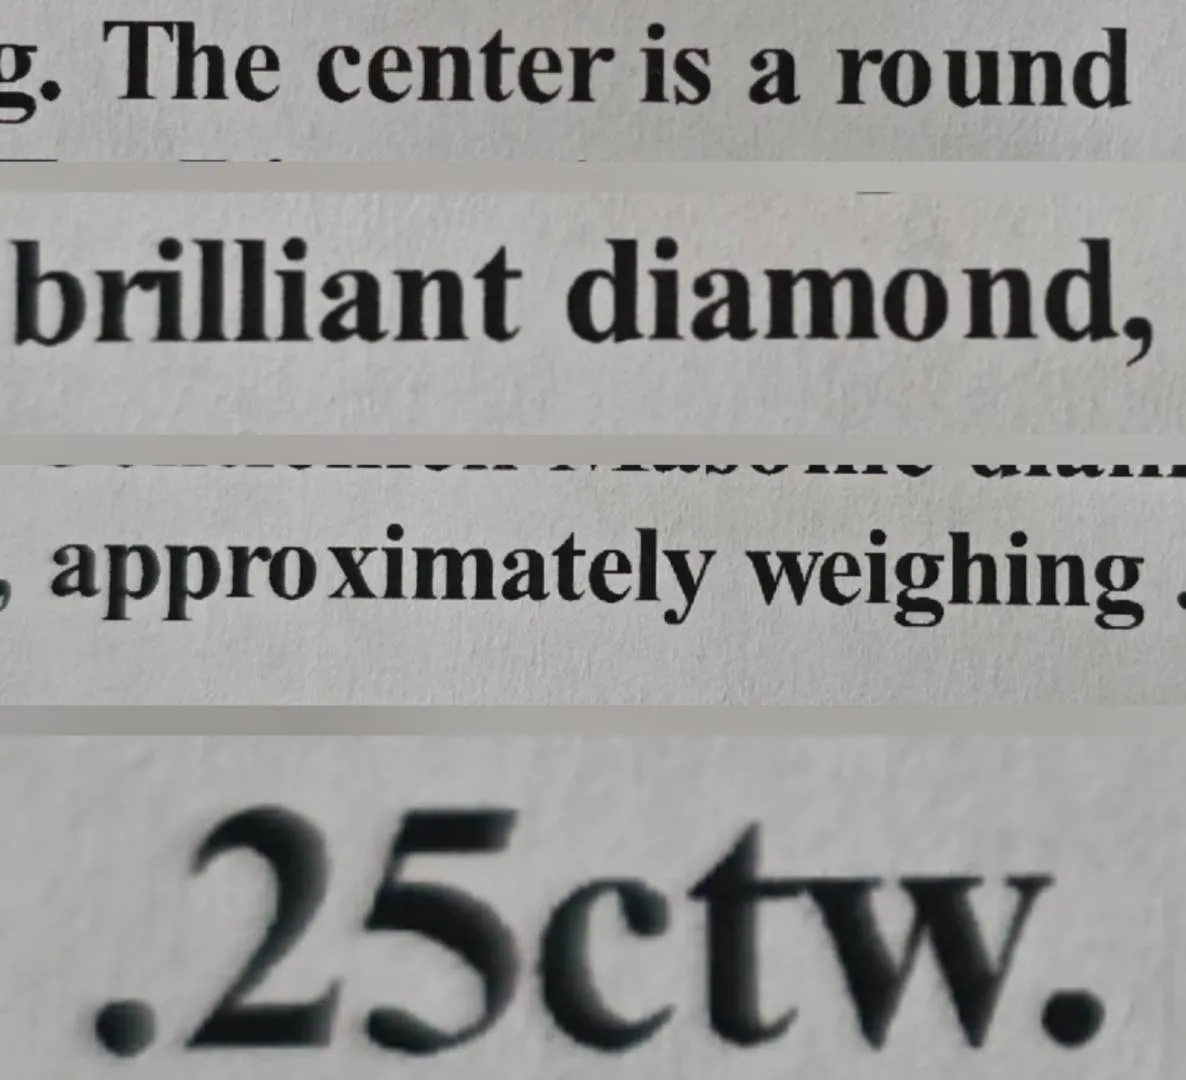 g. The center is a round
brilliant diamond,
, approximately weighing .
.25ctw.